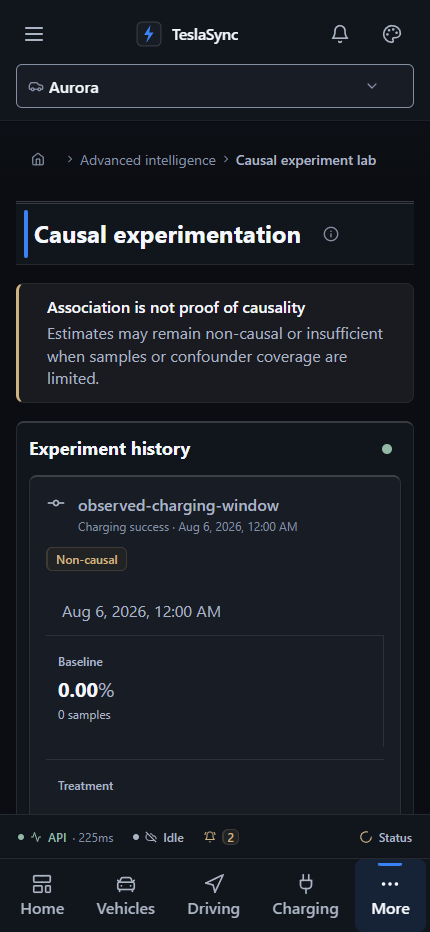 TeslaSync
Aurora
Advanced intelligence
Causal experiment lab
Causal experimentation
Association is not proof of causality
Estimates may remain non-causal or insufficient
when samples or confounder coverage are
limited.
Experiment history
observed-charging-window
Charging success · Aug 6, 2026, 12:00 AM
Non-causal
Aug 6, 2026, 12:00 AM
Baseline
0.00%
0 samples
Treatment
API · 225ms
Idle
2
Status
Home
Vehicles
Driving
Charging
More